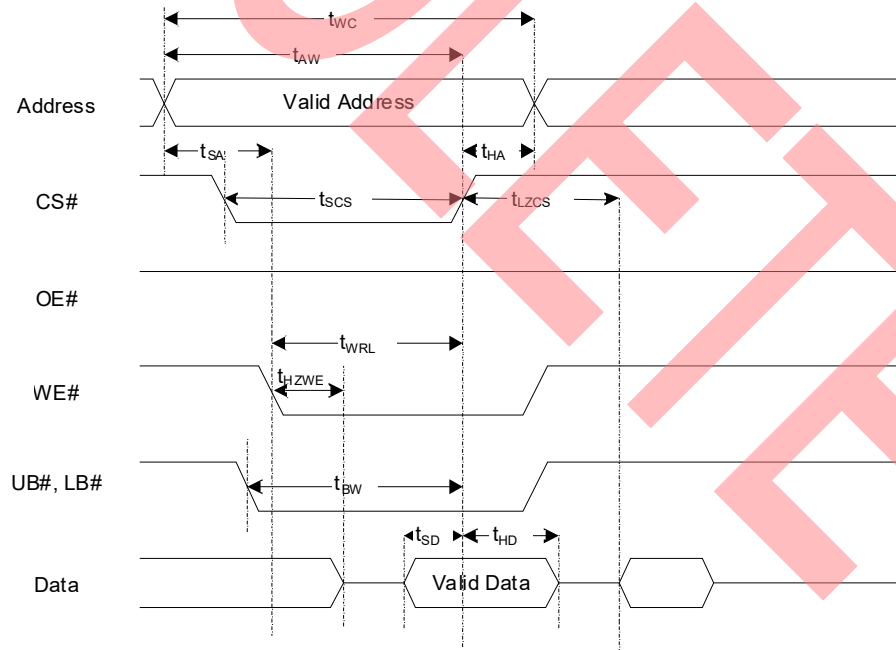 tWC
tAW
Address
Valid Address
tSA
tHA
CS#
tSCS
tLZCS
OE#
tWRL
WE#
tHZWE
UB#, LB#
tBW
tSD
tHD
Data
Valid Data